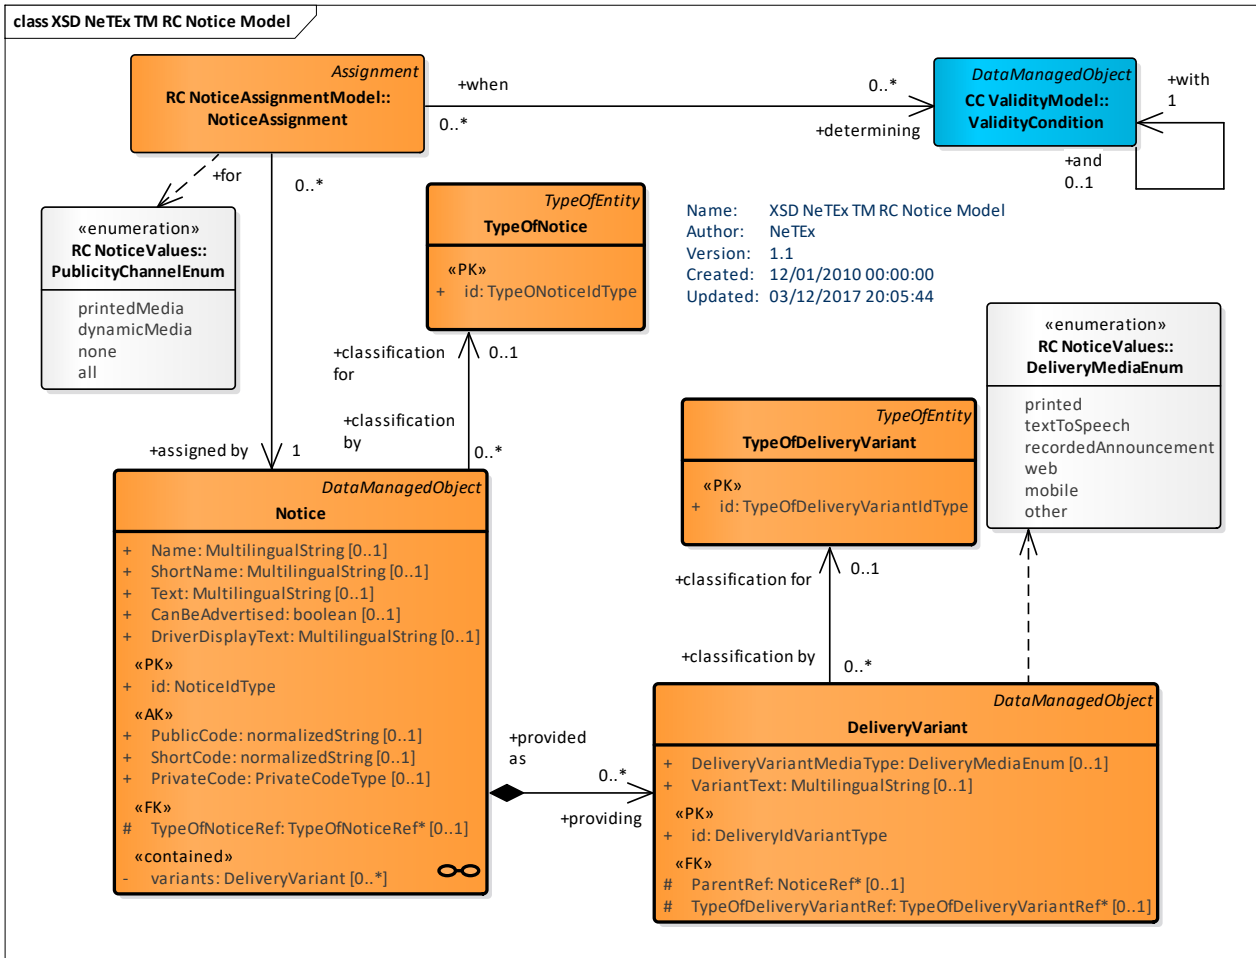 class XSD NeTEx TM RC Notice Model
Assignment
RC NoticeAssignmentModel::
NoticeAssignment
+when
0..*
0..*
+determining
DataManagedObject
CC ValidityModel::
ValidityCondition
+with
1
+and
0..1
+for
0..*
«enumeration»
RC NoticeValues::
PublicityChannelEnum
printedMedia
dynamicMedia
none
all
TypeOfEntity
TypeOfNotice
«PK»
+ id: TypeONoticeIdType
Name: XSD NeTEx TM RC Notice Model
Author: NeTEx
Version: 1.1
Created: 12/01/2010 00:00:00
Updated: 03/12/2017 20:05:44
«enumeration»
RC NoticeValues::
DeliveryMediaEnum
printed
textToSpeech
recordedAnnouncement
web
mobile
other
+classification
for
0..1
+classification
by
0..*
+assigned by
1
TypeOfEntity
TypeOfDeliveryVariant
«PK»
+ id: TypeOfDeliveryVariantIdType
+classification for
0..1
+classification by
0..*
DataManagedObject
Notice
+ Name: MultilingualString [0..1]
+ ShortName: MultilingualString [0..1]
+ Text: MultilingualString [0..1]
+ CanBeAdvertised: boolean [0..1]
+ DriverDisplayText: MultilingualString [0..1]
«PK»
+ id: NoticeIdType
«AK»
+ PublicCode: normalizedString [0..1]
+ ShortCode: normalizedString [0..1]
+ PrivateCode: PrivateCodeType [0..1]
«FK»
# TypeOfNoticeRef: TypeOfNoticeRef* [0..1]
«contained»
- variants: DeliveryVariant [0..*]
+provided
as
0..*
+providing
DataManagedObject
DeliveryVariant
+ DeliveryVariantMediaType: DeliveryMediaEnum [0..1]
+ VariantText: MultilingualString [0..1]
«PK»
+ id: DeliveryIdVariantType
«FK»
# ParentRef: NoticeRef* [0..1]
# TypeOfDeliveryVariantRef: TypeOfDeliveryVariantRef* [0..1]